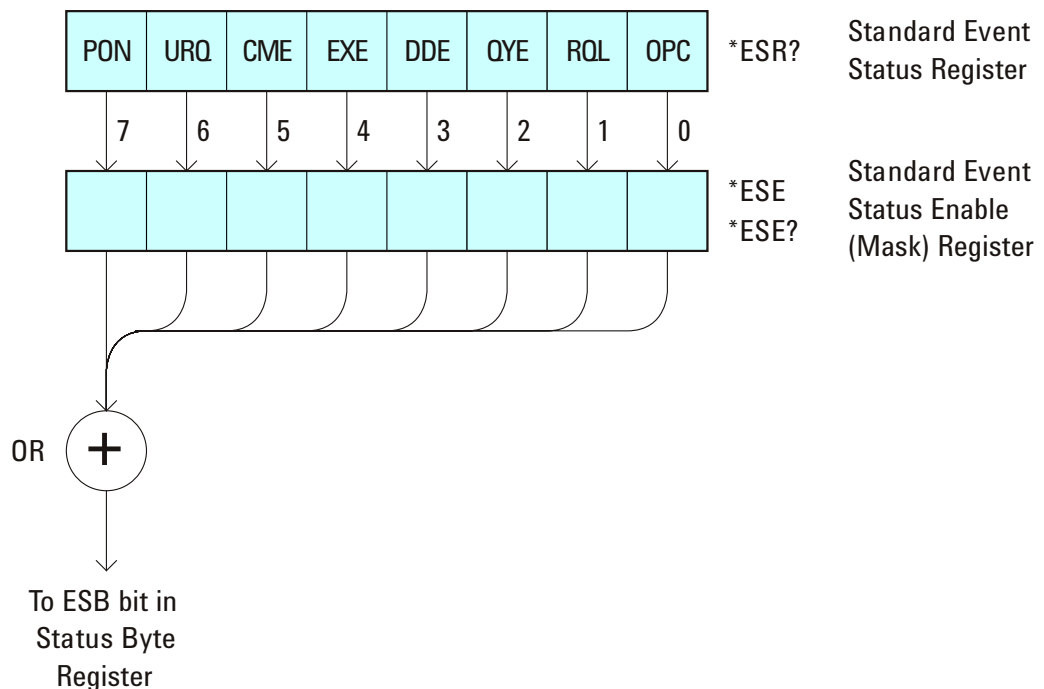 PON URQ CME EXE DDE QYE RQL OPC *ESR? Standard Event
Status Register
7 6 5 4 3 2 1 0
*ESE
*ESE?
Standard Event
Status Enable
(Mask) Register
OR +
To ESB bit in
Status Byte
Register